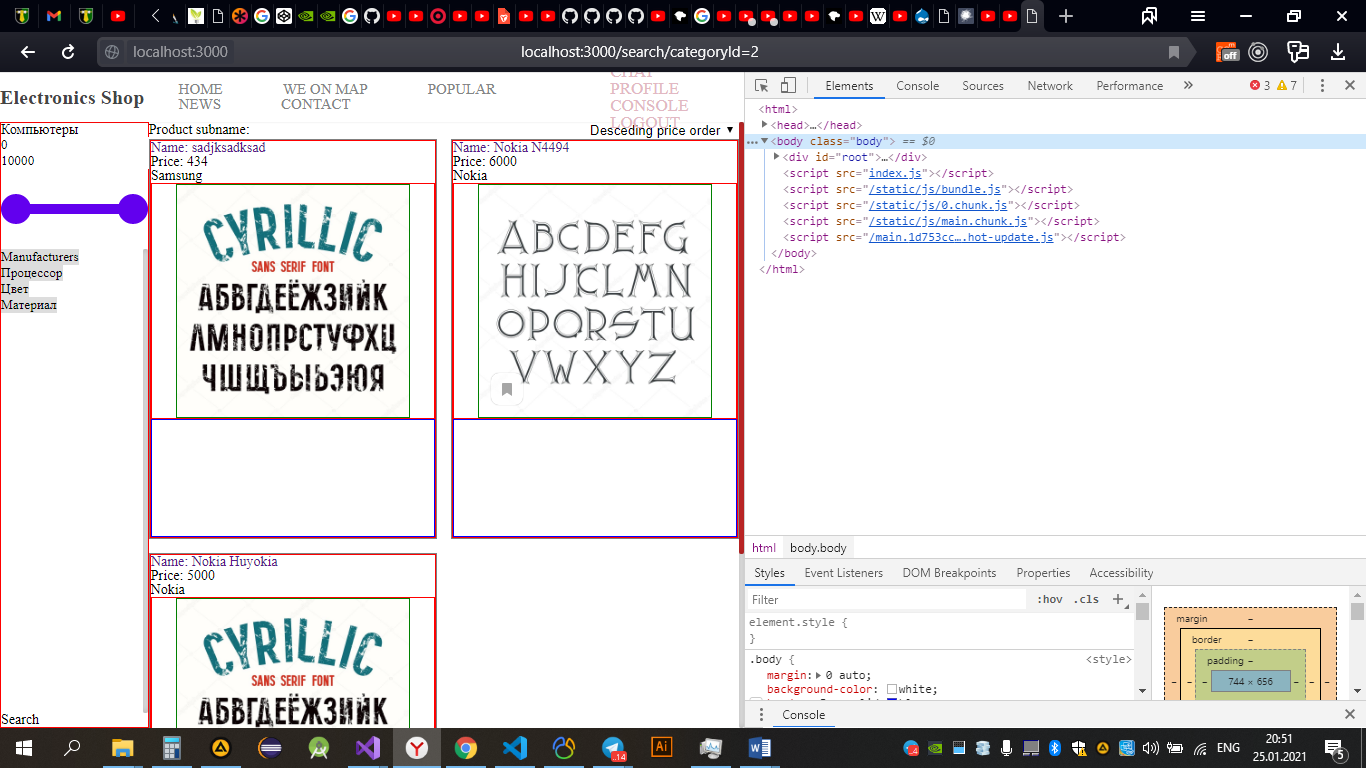 localhost:3000
localhost:3000/search/categoryId=2
off
Electronics Shop
HOME
WE ON MAP
POPULAR
NEWS
CONTACT
CHAT
PROFILE
CONSOLE
LOGOUT
Компьютеры
0
10000
Manufacturers
Процессор
Цвет
Материал
Search
Product subname:
Desceding price order
Name: sadjksadksad
Price: 434
Samsung
CYRILLIC
SANS SERIF FONT
АБВГДЕЁЖЗИЙК
ЛМНОПРСТУФХЦ
ЧШЩЪЫЬЭЮЯ
Name: Nokia N4494
Price: 6000
Nokia
ABCDEFG
HIJKLMN
OPQRSTU
VWXYZ
Name: Nokia Huyokia
Price: 5000
Nokia
CYRILLIC
SANS SERIF FONT
АБВГДЕЁЖЗИЙК
Elements
Console
Sources
Network
Performance
»
3
7
<html>
<head>…</head>
<body class="body"> == $0
<div id="root">…</div>
<script src="index.js"></script>
<script src="/static/js/bundle.js"></script>
<script src="/static/js/0.chunk.js"></script>
<script src="/static/js/main.chunk.js"></script>
<script src="/main.1d753cc….hot-update.js"></script>
</body>
</html>
html
body.body
Styles
Event Listeners
DOM Breakpoints
Properties
Accessibility
Filter
:hov
.cls
element.style {
}
.body {
<style>
margin: 0 auto;
background-color: white;
margin
border
padding
744 × 656
Console
14
ENG
20:51
25.01.2021
5